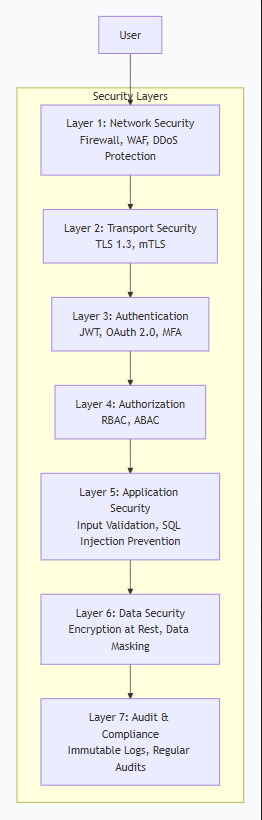 User
Security Layers
Layer 1: Network Security
Firewall, WAF, DDoS
Protection
Layer 2: Transport Security
TLS 1.3, mTLS
Layer 3: Authentication
JWT, OAuth 2.0, MFA
Layer 4: Authorization
RBAC, ABAC
Layer 5: Application
Security
Input Validation, SQL
Injection Prevention
Layer 6: Data Security
Encryption at Rest, Data
Masking
Layer 7: Audit &
Compliance
Immutable Logs, Regular
Audits